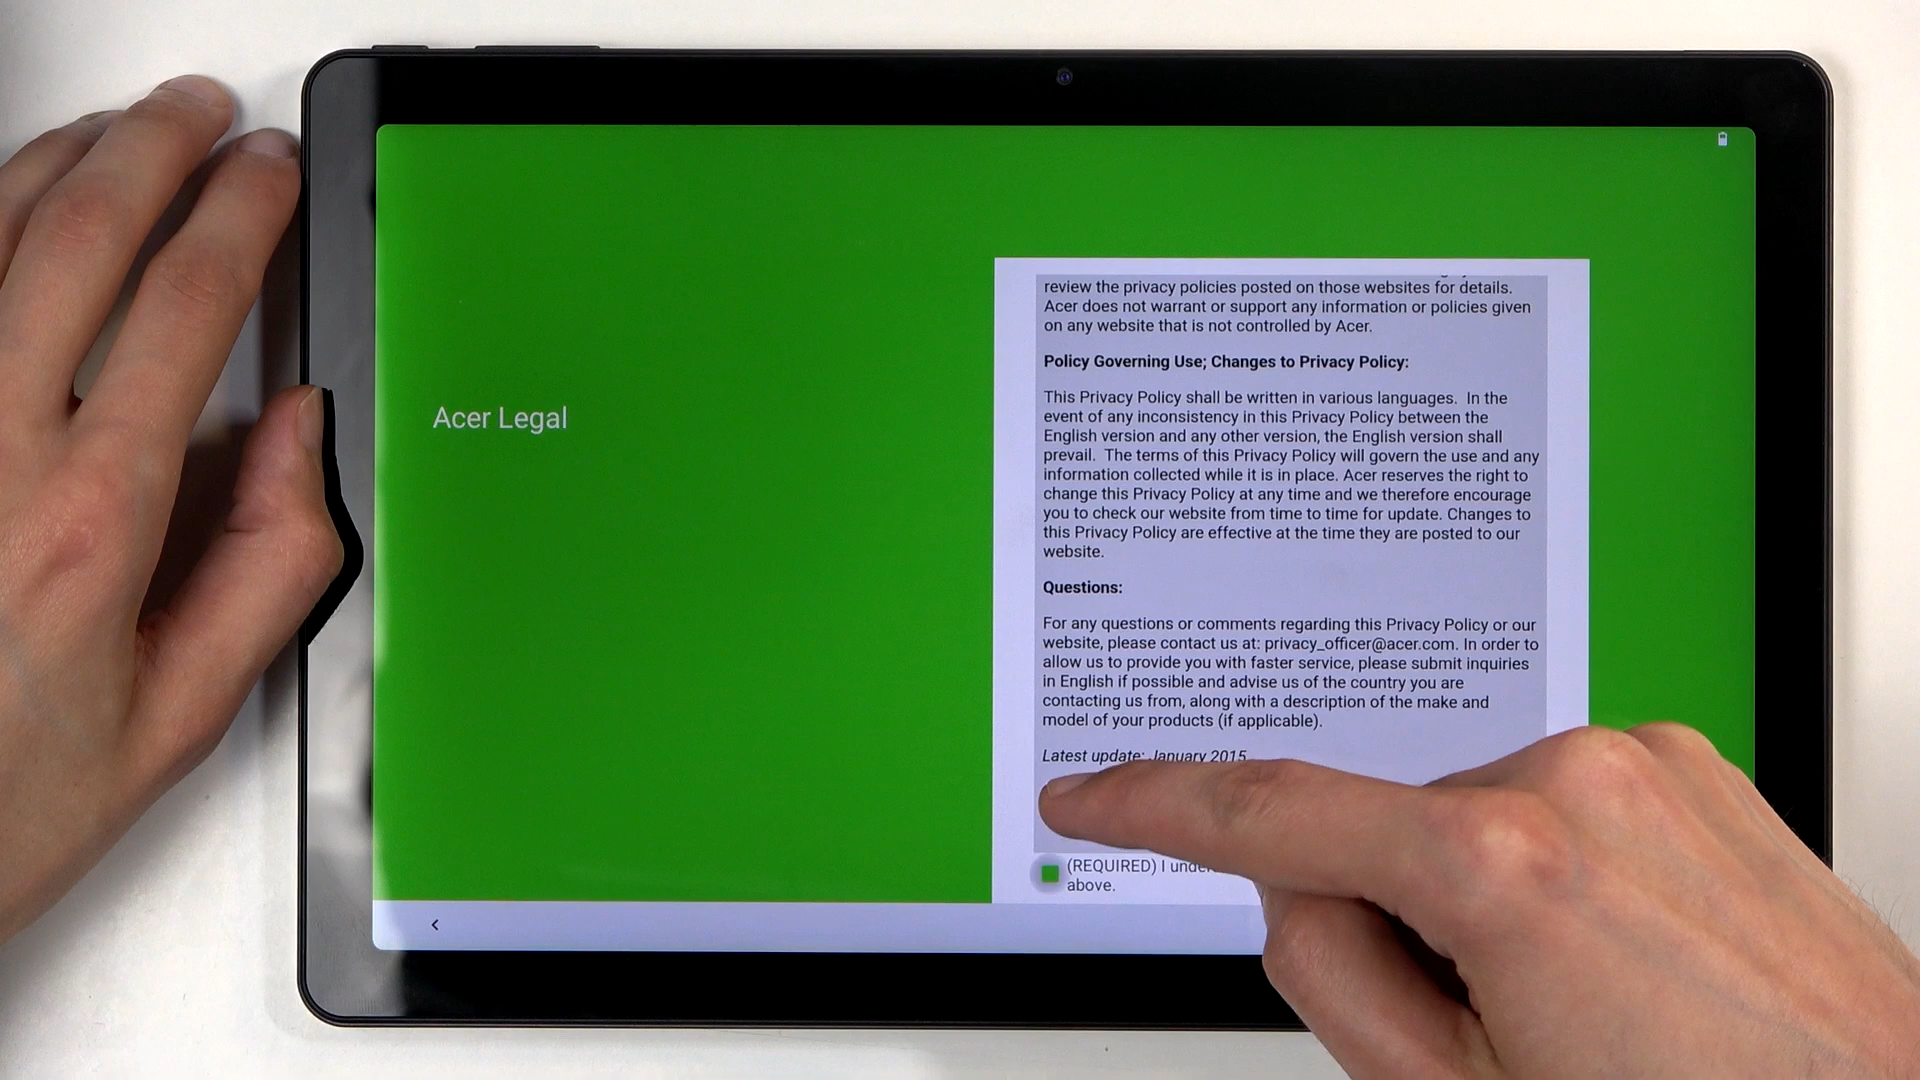 Acer Legal
review the privacy policies posted on those websites for details.
Acer does not warrant or support any information or policies given
on any website that is not controlled by Acer.
Policy Governing Use; Changes to Privacy Policy:
This Privacy Policy shall be written in various languages.  In the
event of any inconsistency in this Privacy Policy between the
English version and any other version, the English version shall
prevail.  The terms of this Privacy Policy will govern the use and any
information collected while it is in place. Acer reserves the right to
change this Privacy Policy at any time and we therefore encourage
you to check our website from time to time for update. Changes to
this Privacy Policy are effective at the time they are posted to our
website.
Questions:
For any questions or comments regarding this Privacy Policy or our
website, please contact us at: privacy_officer@acer.com. In order to
allow us to provide you with faster service, please submit inquiries
in English if possible and advise us of the country you are
contacting us from, along with a description of the make and
model of your products (if applicable).
Latest update: January 2015
(REQUIRED) I
above.